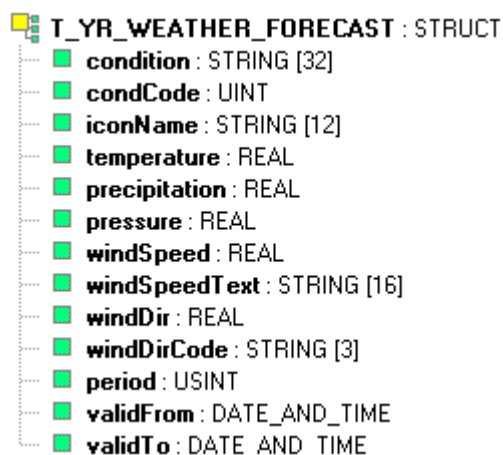 T_YR_WEATHER_FORECAST : STRUCT
condition : STRING [32]
condCode : UINT
iconName : STRING [12]
temperature : REAL
precipitation : REAL
pressure : REAL
windSpeed : REAL
windSpeedText : STRING [16]
windDir : REAL
windDirCode : STRING [3]
period : USINT
validFrom : DATE_AND_TIME
validTo : DATE_AND_TIME